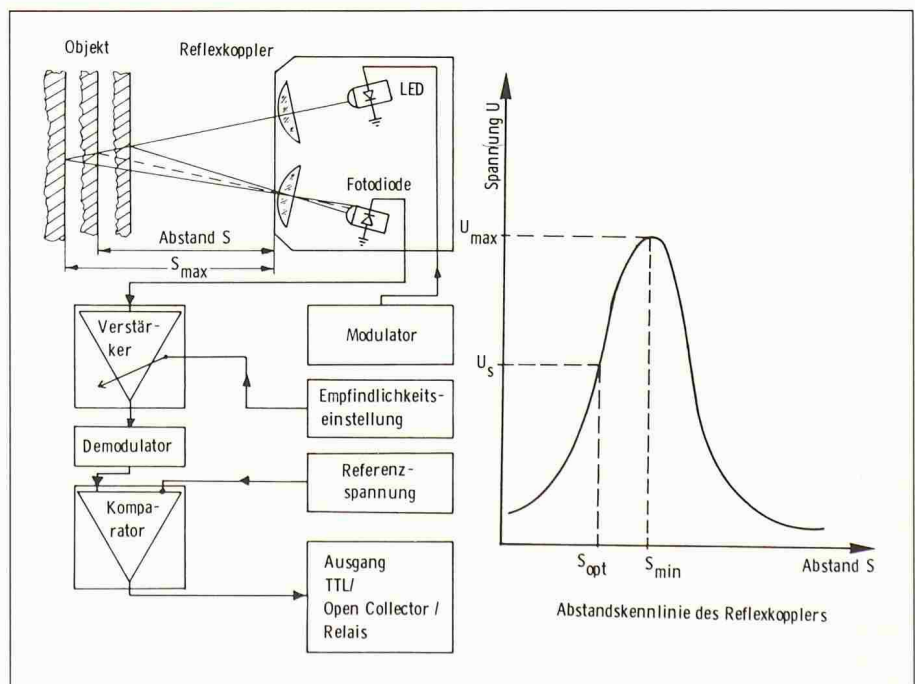 Objekt
Reflexkoppler
LED
Fotodiode
Abstand S
S max
Verstär-
ker
Modulator
Empfindlichkeits-
einstellung
Demodulator
Referenz-
spannung
Kompa-
rator
Ausgang
TTL/
Open Collector /
Relais
Spannung U
U max
U s
S opt
S min
Abstand S
Abstandskennlinie des Reflexkopplers